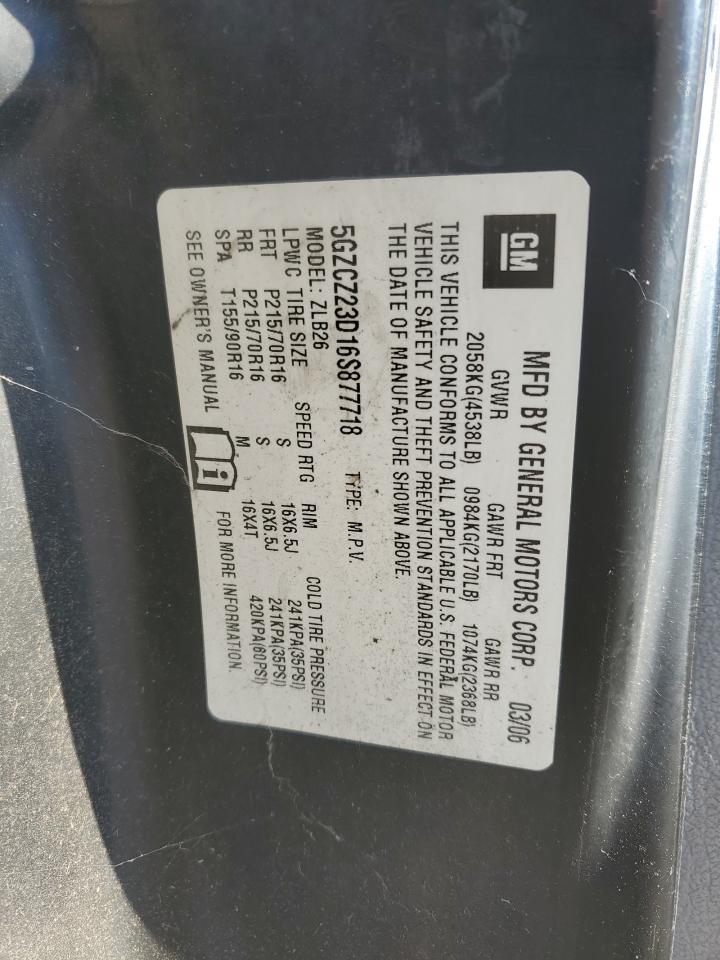 GM
MFD BY GENERAL MOTORS CORP. 03/06
GVWR GAWR FRT GAWR RR
2058KG(4538LB) 0984KG(2170LB) 1074KG(2368LB)
THIS VEHICLE CONFORMS TO ALL APPLICABLE U.S. FEDERAL MOTOR
VEHICLE SAFETY AND THEFT PREVENTION STANDARDS IN EFFECT ON
THE DATE OF MANUFACTURE SHOWN ABOVE.
5GZCZ23D16S877718 TYPE: M.P.V.
MODEL: ZLB26
LPWC TIRE SIZE SPEED RTG RIM COLD TIRE PRESSURE
FRT P215/70R16 S 16X6.5J 241KPA(35PSI)
RR P215/70R16 S 16X6.5J 241KPA(35PSI)
SPA T155/90R16 M 16X4T 420KPA(60PSI)
SEE OWNER'S MANUAL i FOR MORE INFORMATION.